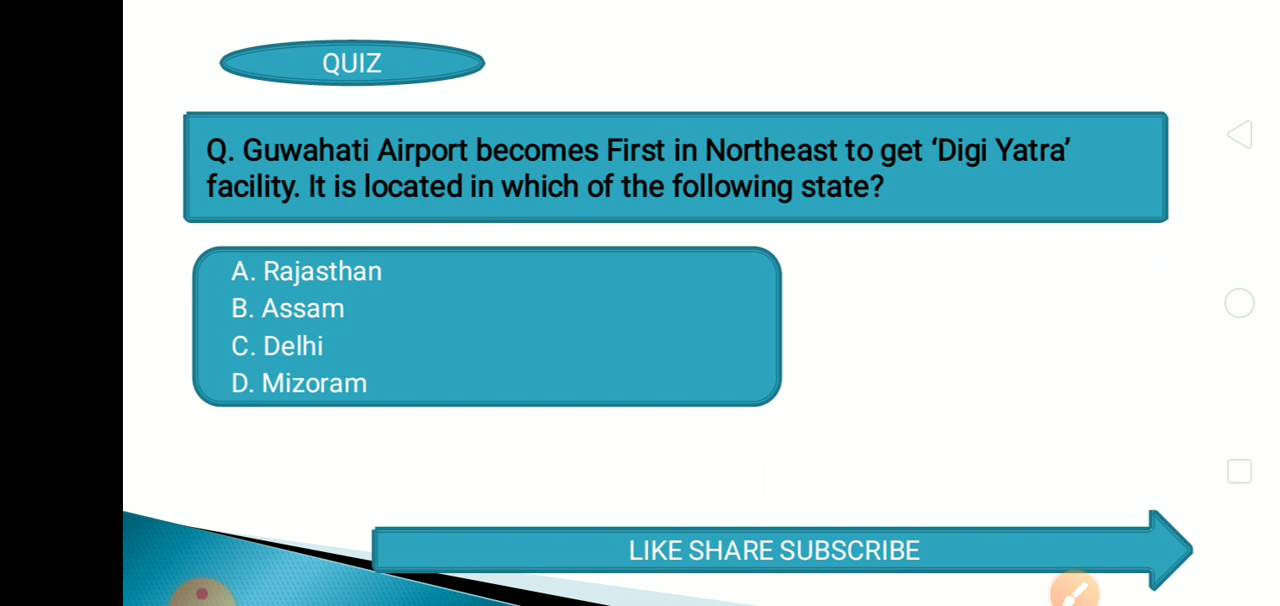 QUIZ
Q. Guwahati Airport becomes First in Northeast to get ‘Digi Yatra’
facility. It is located in which of the following state?
A. Rajasthan
B. Assam
C. Delhi
D. Mizoram
LIKE SHARE SUBSCRIBE